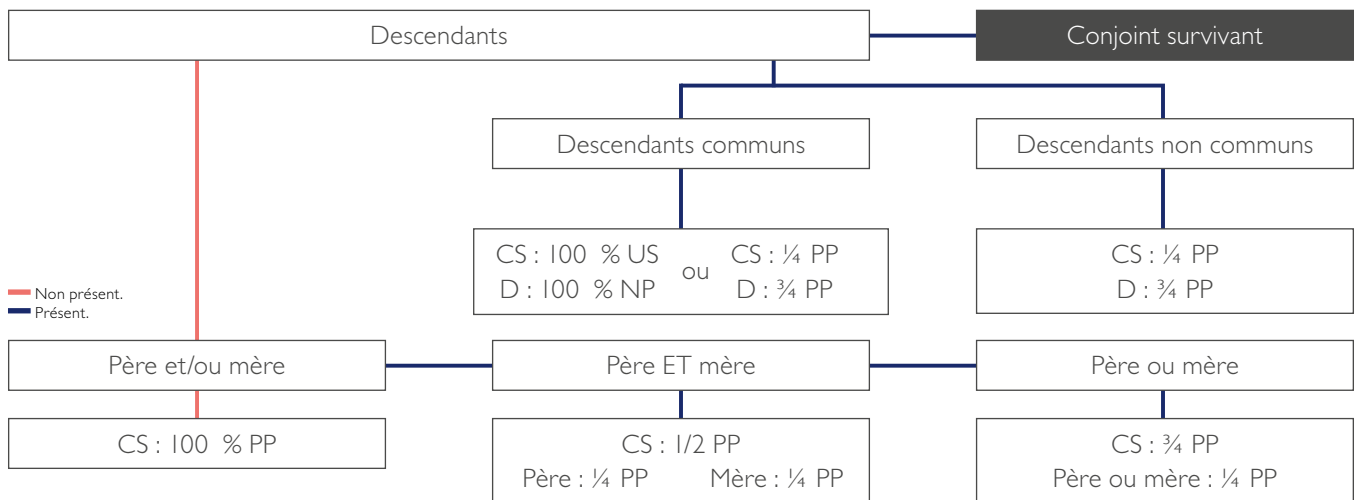 Descendants
Conjoint survivant
Descendants communs
Descendants non communs
CS : 100 % US ou CS : ¼ PP
D : 100 % NP D : ¾ PP
CS : ¼ PP
D : ¾ PP
Non présent.
Présent.
Père et/ou mère
Père ET mère
Père ou mère
CS : 100 % PP
CS : 1/2 PP
Père : ¼ PP Mère : ¼ PP
CS : ¾ PP
Père ou mère : ¼ PP